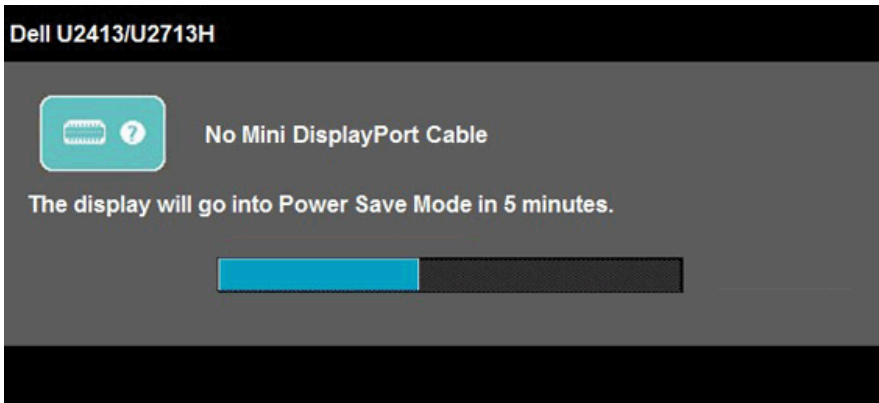 Dell U2413/U2713H
?
No Mini DisplayPort Cable
The display will go into Power Save Mode in 5 minutes.